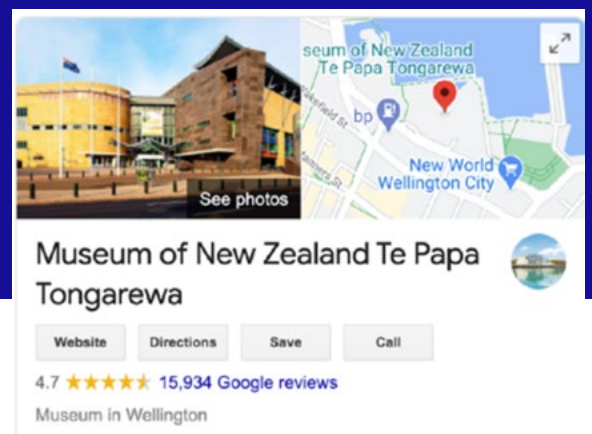 seum of New Zealand
Te Papa Tongarewa
bp
New World
Wellington City
See photos
Museum of New Zealand Te Papa
Tongarewa
Website Directions Save Call
4.7 15,934 Google reviews
Museum in Wellington